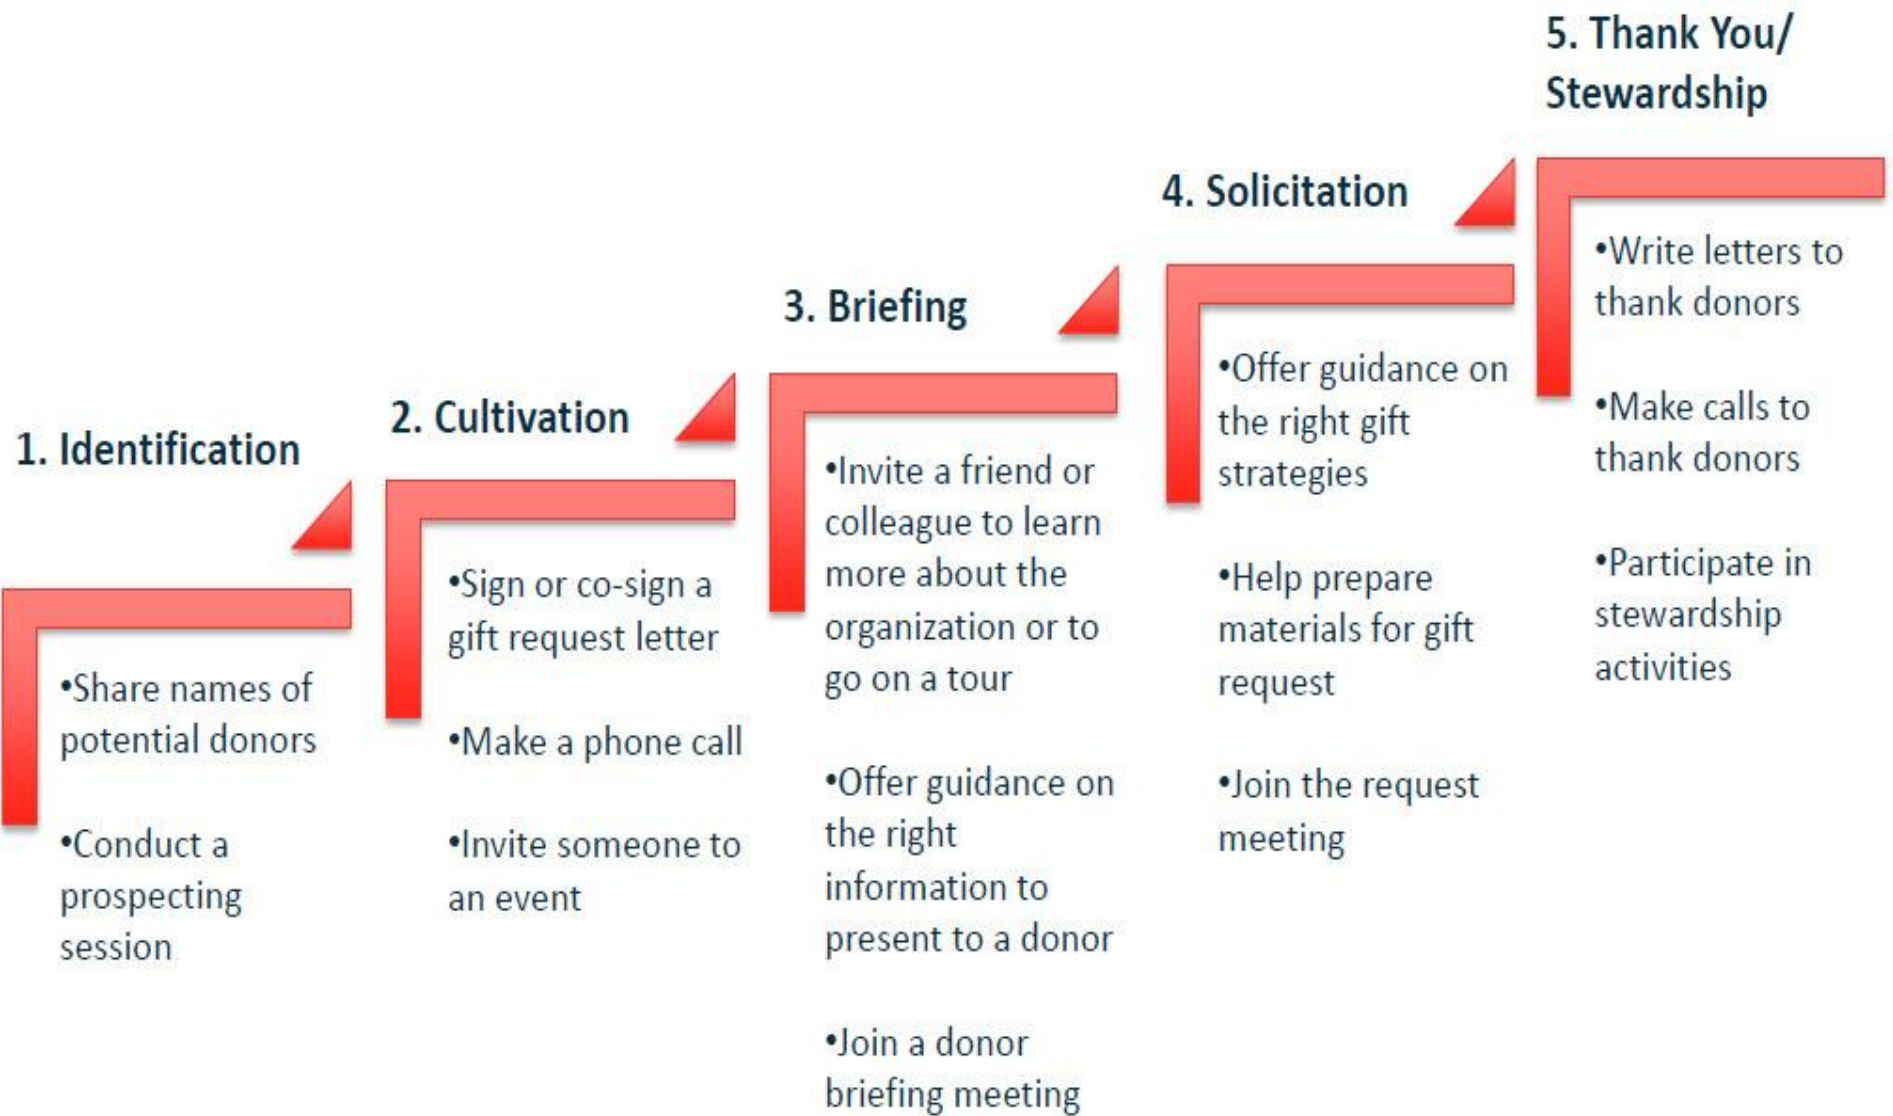 1. Identification
•Share names of
potential donors
•Conduct a
prospecting
session
2. Cultivation
•Sign or co-sign a
gift request letter
•Make a phone call
•Invite someone to
an event
3. Briefing
•Invite a friend or
colleague to learn
more about the
organization or to
go on a tour
•Offer guidance on
the right
information to
present to a donor
•Join a donor
briefing meeting
4. Solicitation
•Offer guidance on
the right gift
strategies
•Help prepare
materials for gift
request
•Join the request
meeting
5. Thank You/
Stewardship
•Write letters to
thank donors
•Make calls to
thank donors
•Participate in
stewardship
activities